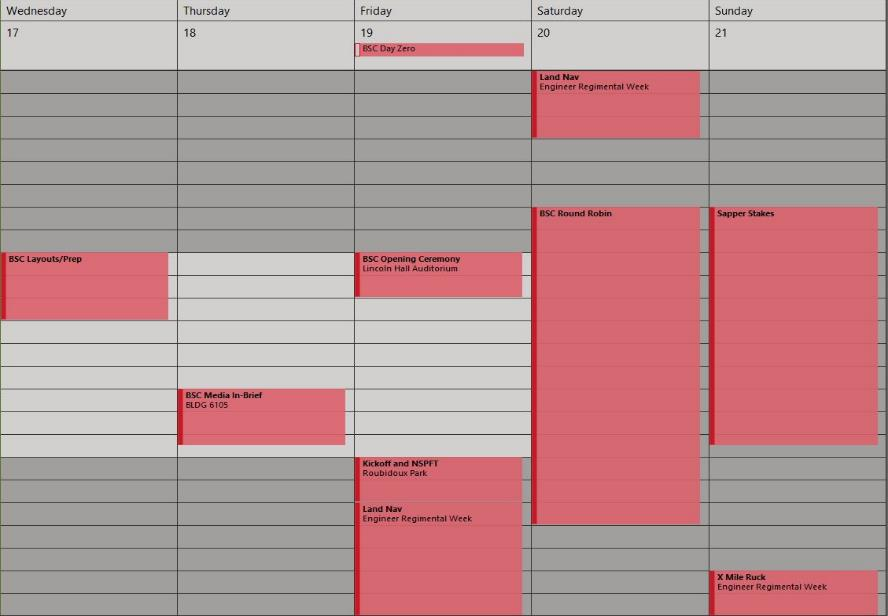 Wednesday
Thursday
Friday
Saturday
Sunday
17
18
19
20
21
BSC Day Zero
Land Nav
Engineer Regimental Week
BSC Round Robin
Sapper Stakes
BSC Layouts/Prep
BSC Opening Ceremony
Lincoln Hall Auditorium
BSC Media In-Brief
BLDG 6105
Kickoff and NSPFT
Roubidoux Park
Land Nav
Engineer Regimental Week
X Mile Ruck
Engineer Regimental Week